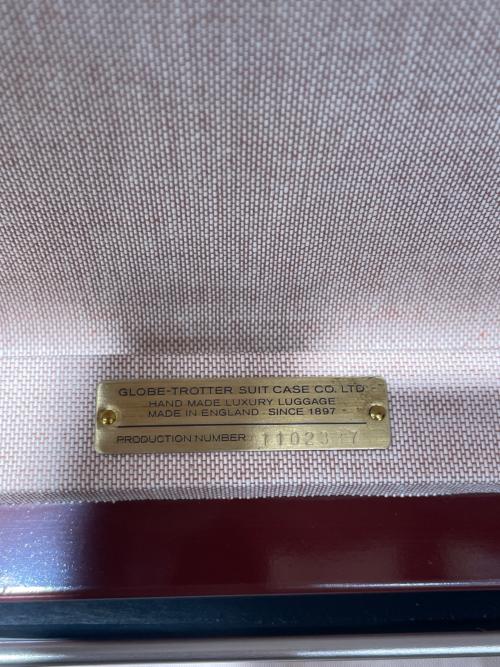 GLOBE-TROTTER SUIT CASE CO. LTD
HAND MADE LUXURY LUGGAGE
MADE IN ENGLAND - SINCE 1897
PRODUCTION NUMBER